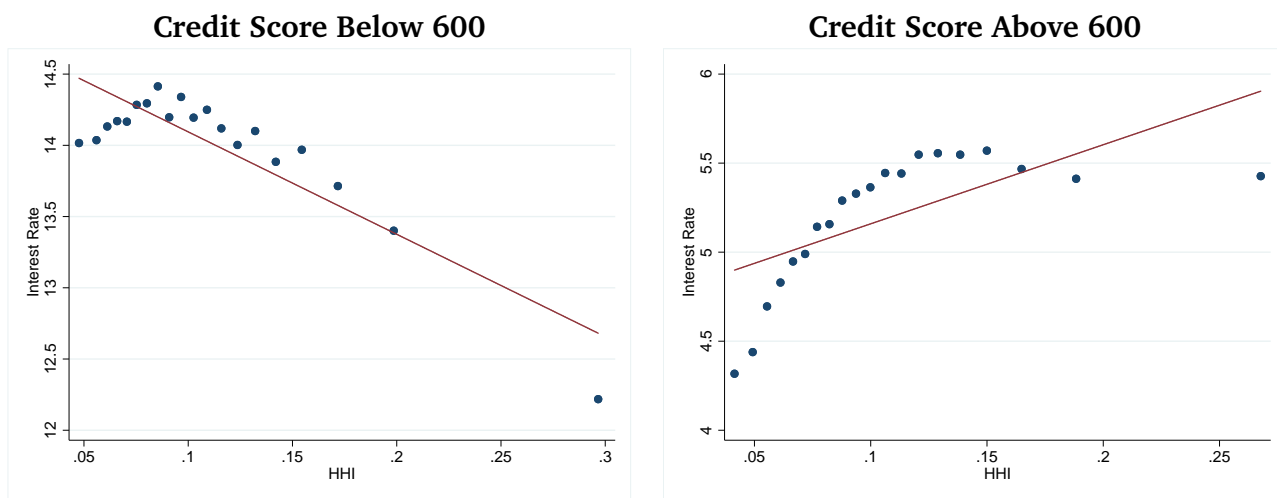 Credit Score Below 600
14.5
14
13.5
13
12.5
12
Interest Rate
.05 .1 .15 .2 .25 .3
HHI
Credit Score Above 600
6
5.5
5
4.5
4
Interest Rate
.05 .1 .15 .2 .25
HHI